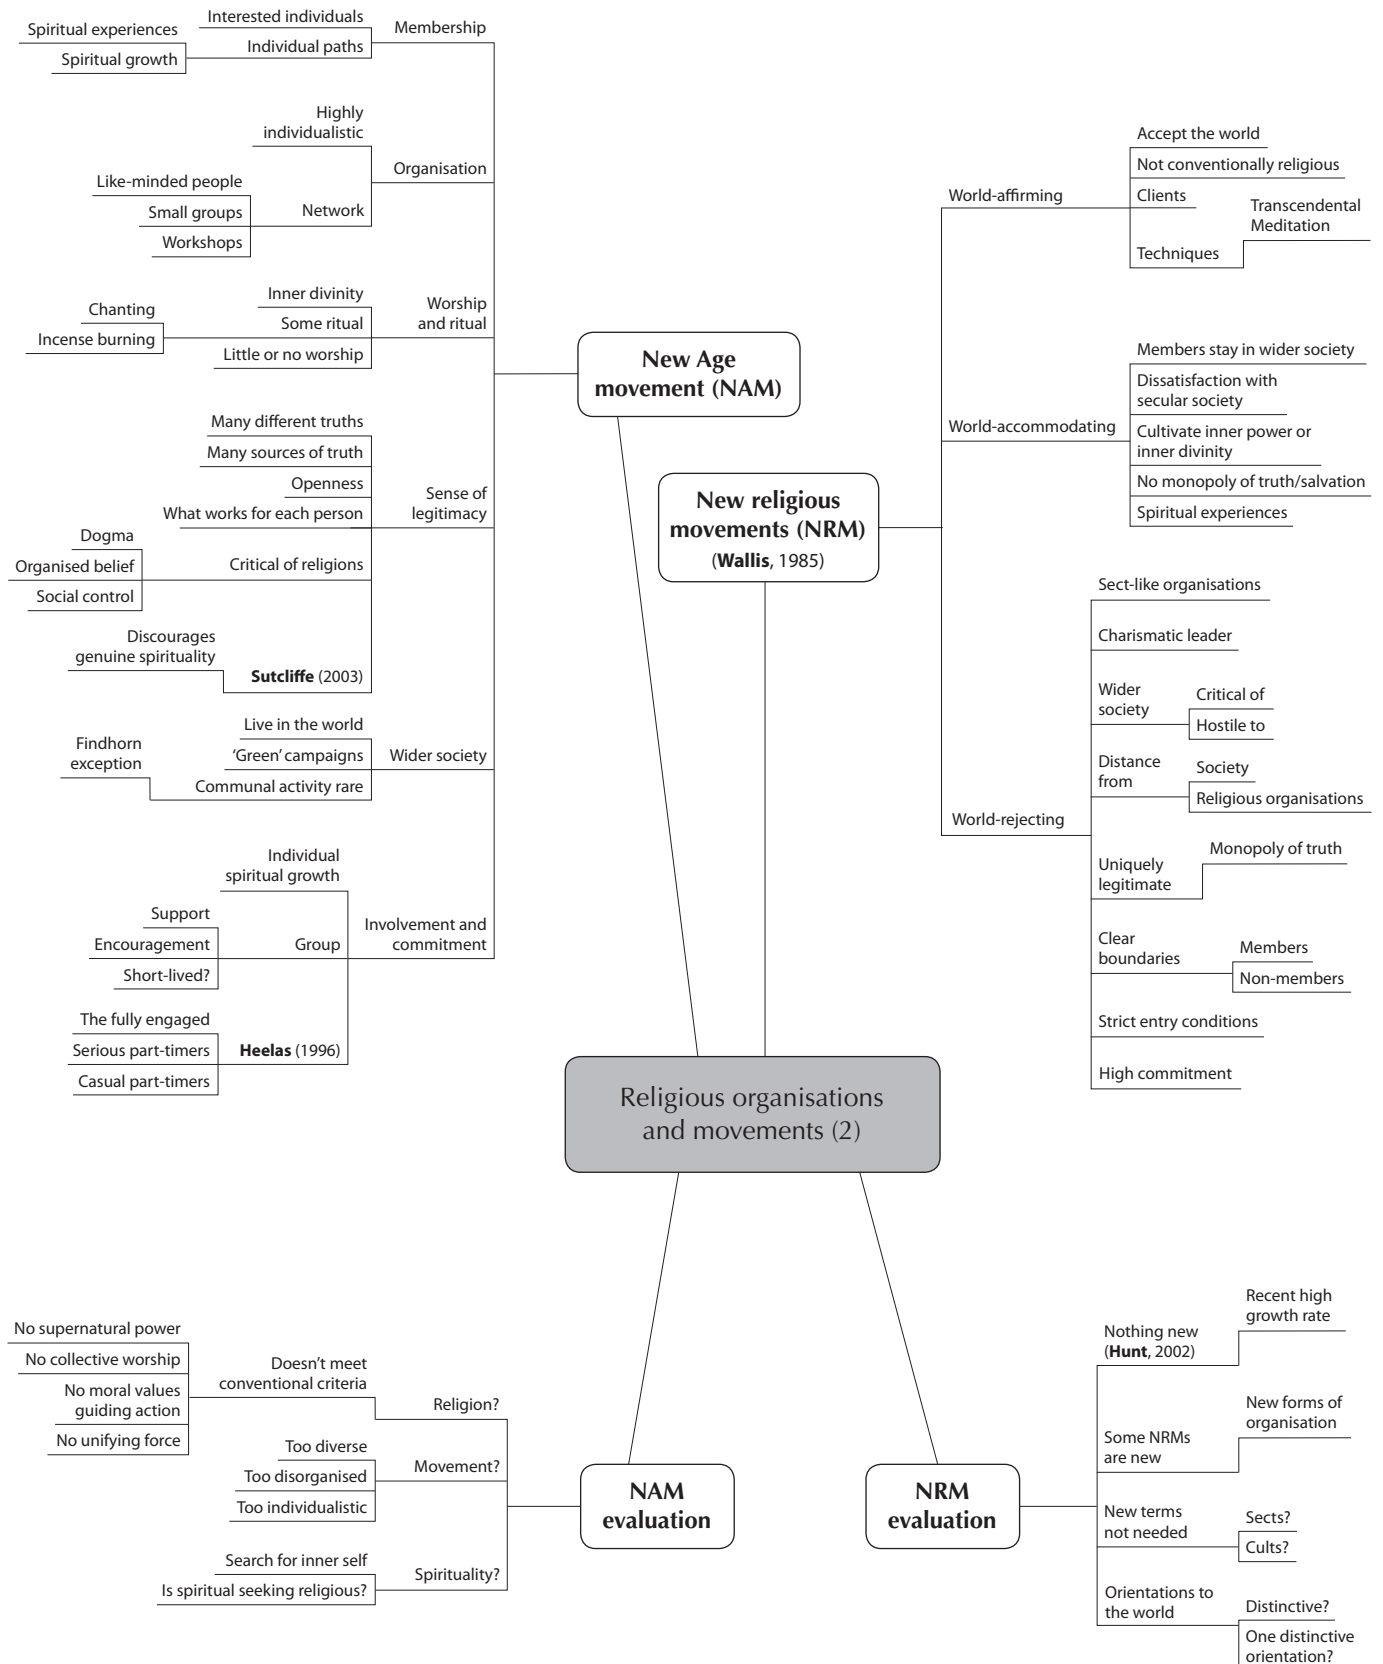 Interested individuals
Membership
Individual paths
Spiritual experiences
Spiritual growth
Highly
individualistic
Organisation
Network
Like-minded people
Small groups
Workshops
Inner divinity
Some ritual
Little or no worship
Worship
and ritual
Chanting
Incense burning
Many different truths
Many sources of truth
Openness
What works for each person
Critical of religions
Sense of
legitimacy
Dogma
Organised belief
Social control
Discourages
genuine spirituality
Sutcliffe (2003)
Live in the world
'Green' campaigns
Communal activity rare
Wider society
Findhorn
exception
Individual
spiritual growth
Involvement and
commitment
Group
Support
Encouragement
Short-lived?
The fully engaged
Serious part-timers
Casual part-timers
Heelas (1996)
New Age
movement (NAM)
New religious
movements (NRM)
(Wallis, 1985)
World-affirming
Accept the world
Not conventionally religious
Clients
Techniques
Transcendental
Meditation
World-accommodating
Members stay in wider society
Dissatisfaction with
secular society
Cultivate inner power or
inner divinity
No monopoly of truth/salvation
Spiritual experiences
World-rejecting
Sect-like organisations
Charismatic leader
Wider
society
Critical of
Hostile to
Distance
from
Society
Religious organisations
Uniquely
legitimate
Monopoly of truth
Clear
boundaries
Members
Non-members
Strict entry conditions
High commitment
Religious organisations
and movements (2)
NAM
evaluation
Religion?
Doesn't meet
conventional criteria
No supernatural power
No collective worship
No moral values
guiding action
No unifying force
Movement?
Too diverse
Too disorganised
Too individualistic
Spirituality?
Search for inner self
Is spiritual seeking religious?
NRM
evaluation
Nothing new
(Hunt, 2002)
Recent high
growth rate
Some NRMs
are new
New forms of
organisation
New terms
not needed
Sects?
Cults?
Orientations to
the world
Distinctive?
One distinctive
orientation?